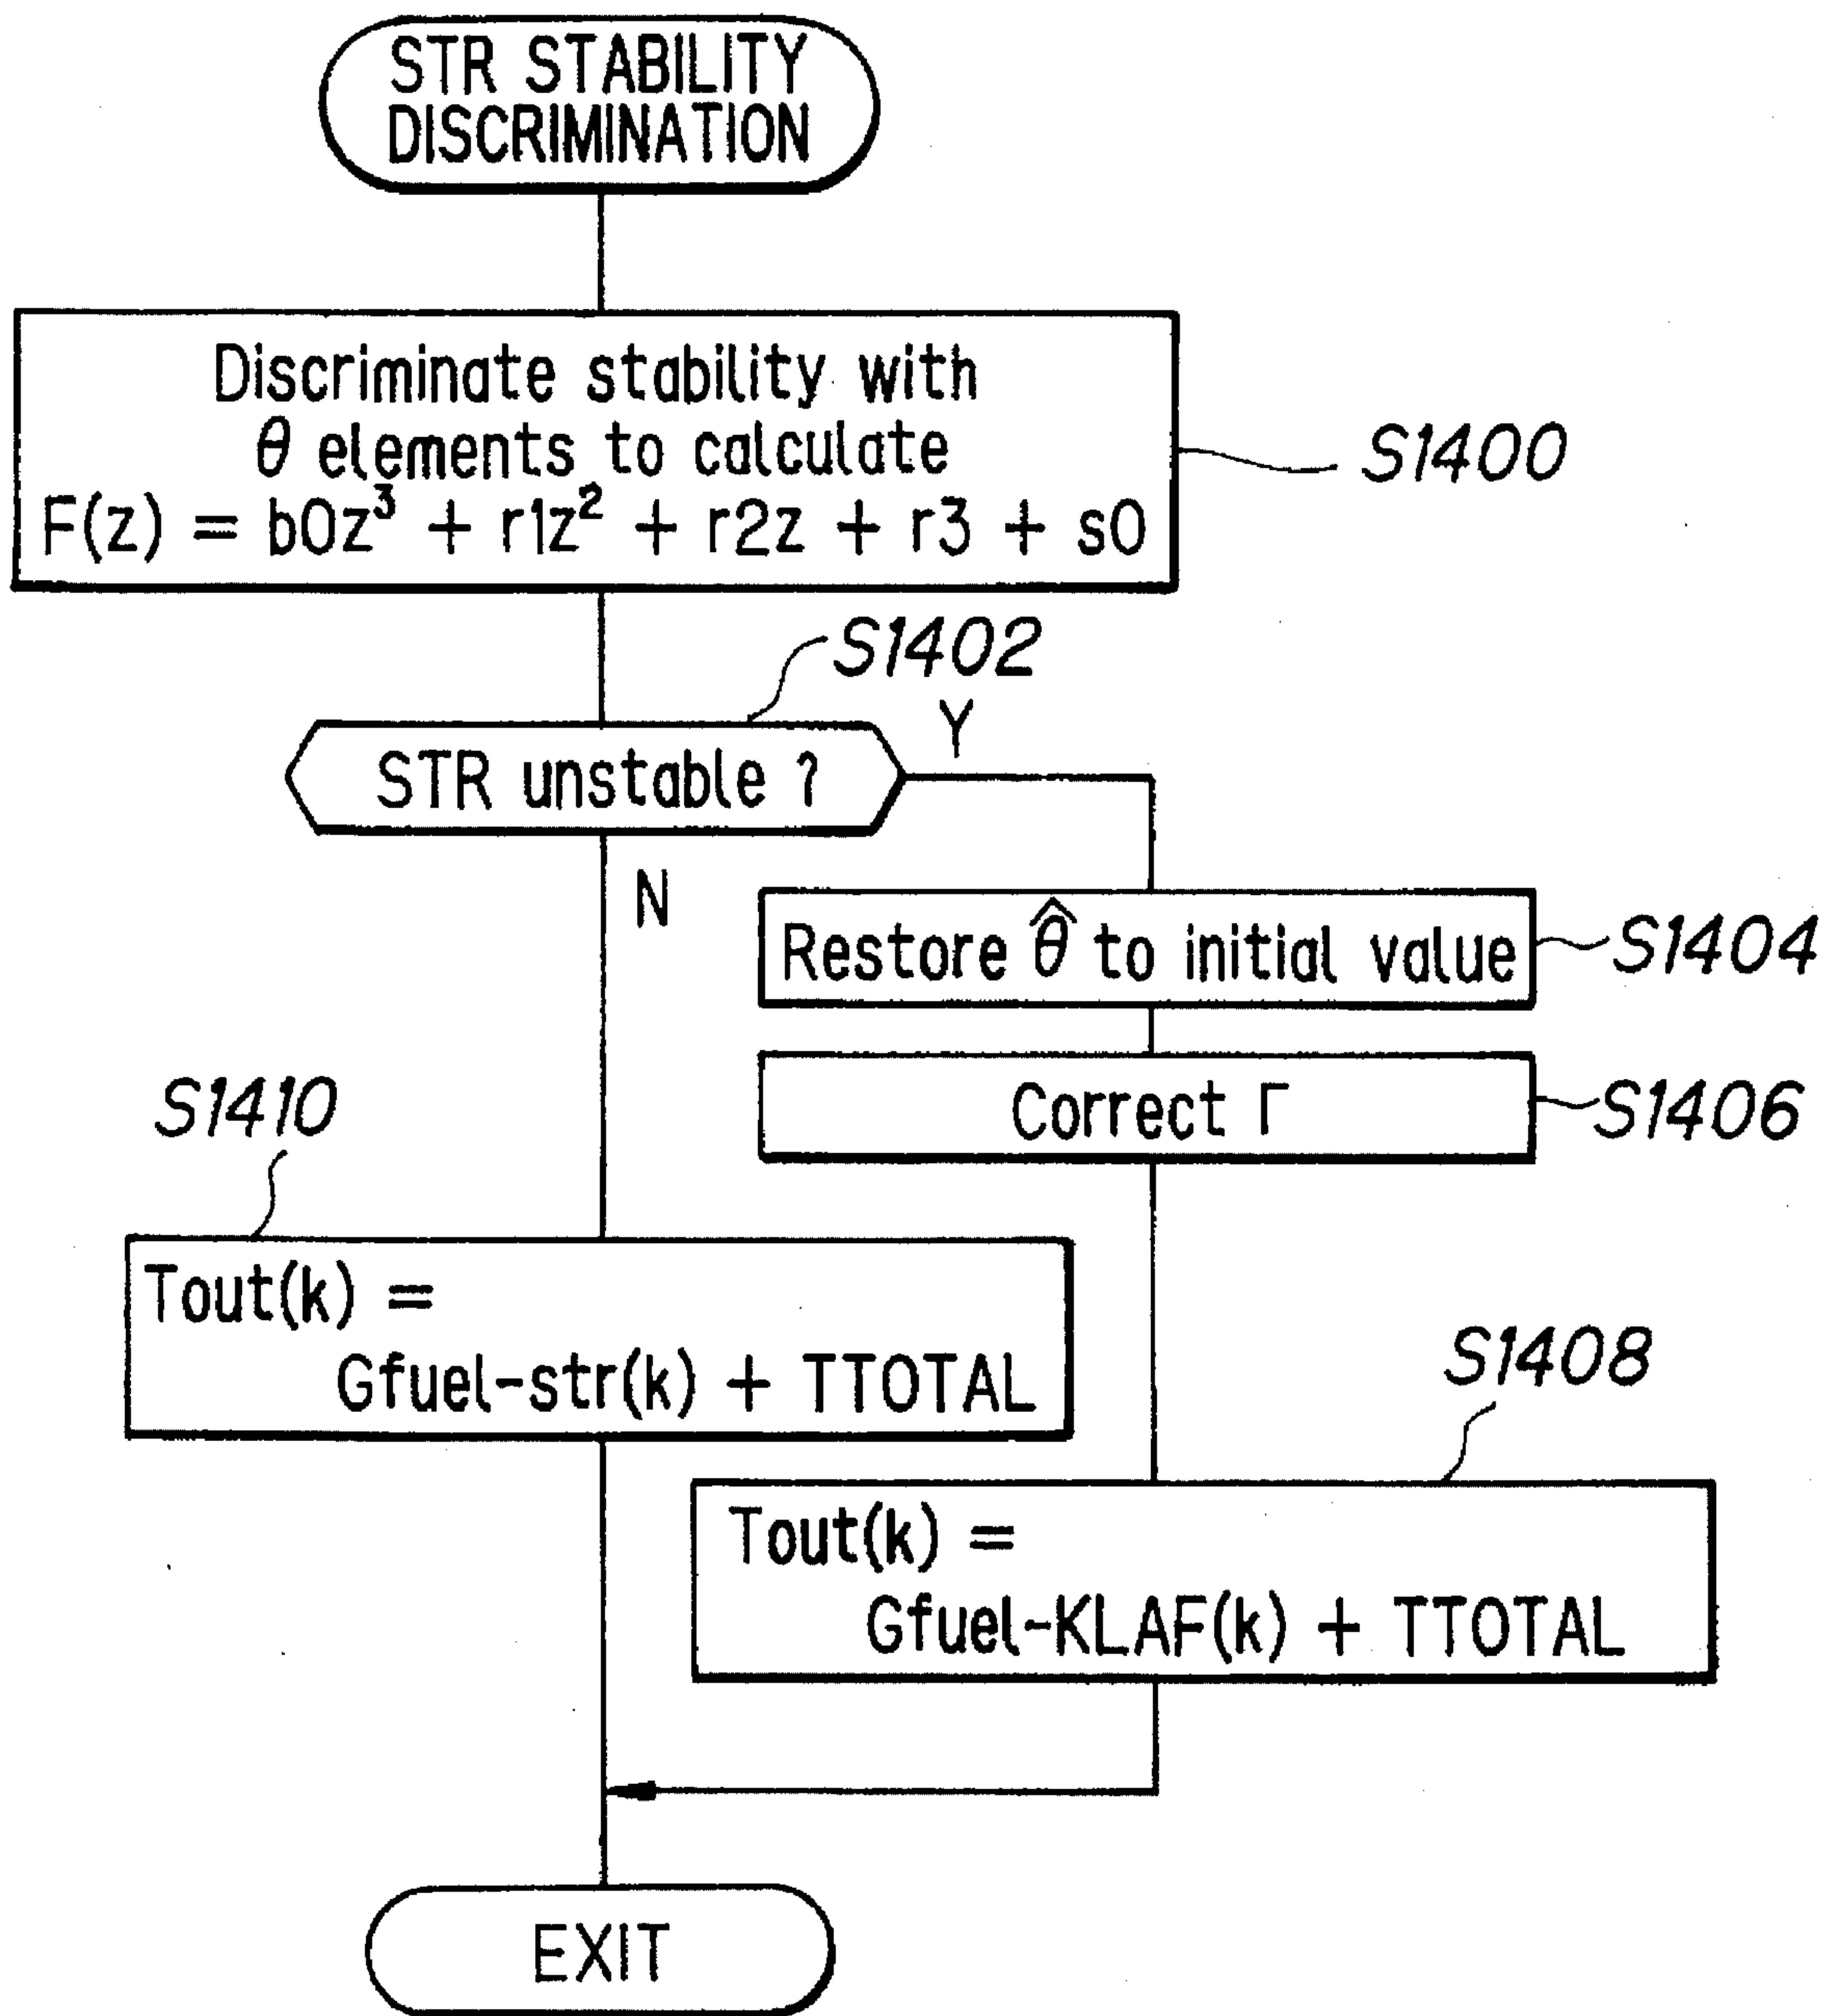 STR STABILITY
DISCRIMINATION
Discriminate stability with
θ elements to calculate
F(z) = b0z³ + r1z² + r2z + r3 + s0
S1400
S1402
STR unstable ?
Y
N
Restore θ̂ to initial value
S1404
Correct Γ
S1406
S1410
Tout(k) =
Gfuel-str(k) + TTOTAL
S1408
Tout(k) =
Gfuel-KLAF(k) + TTOTAL
EXIT